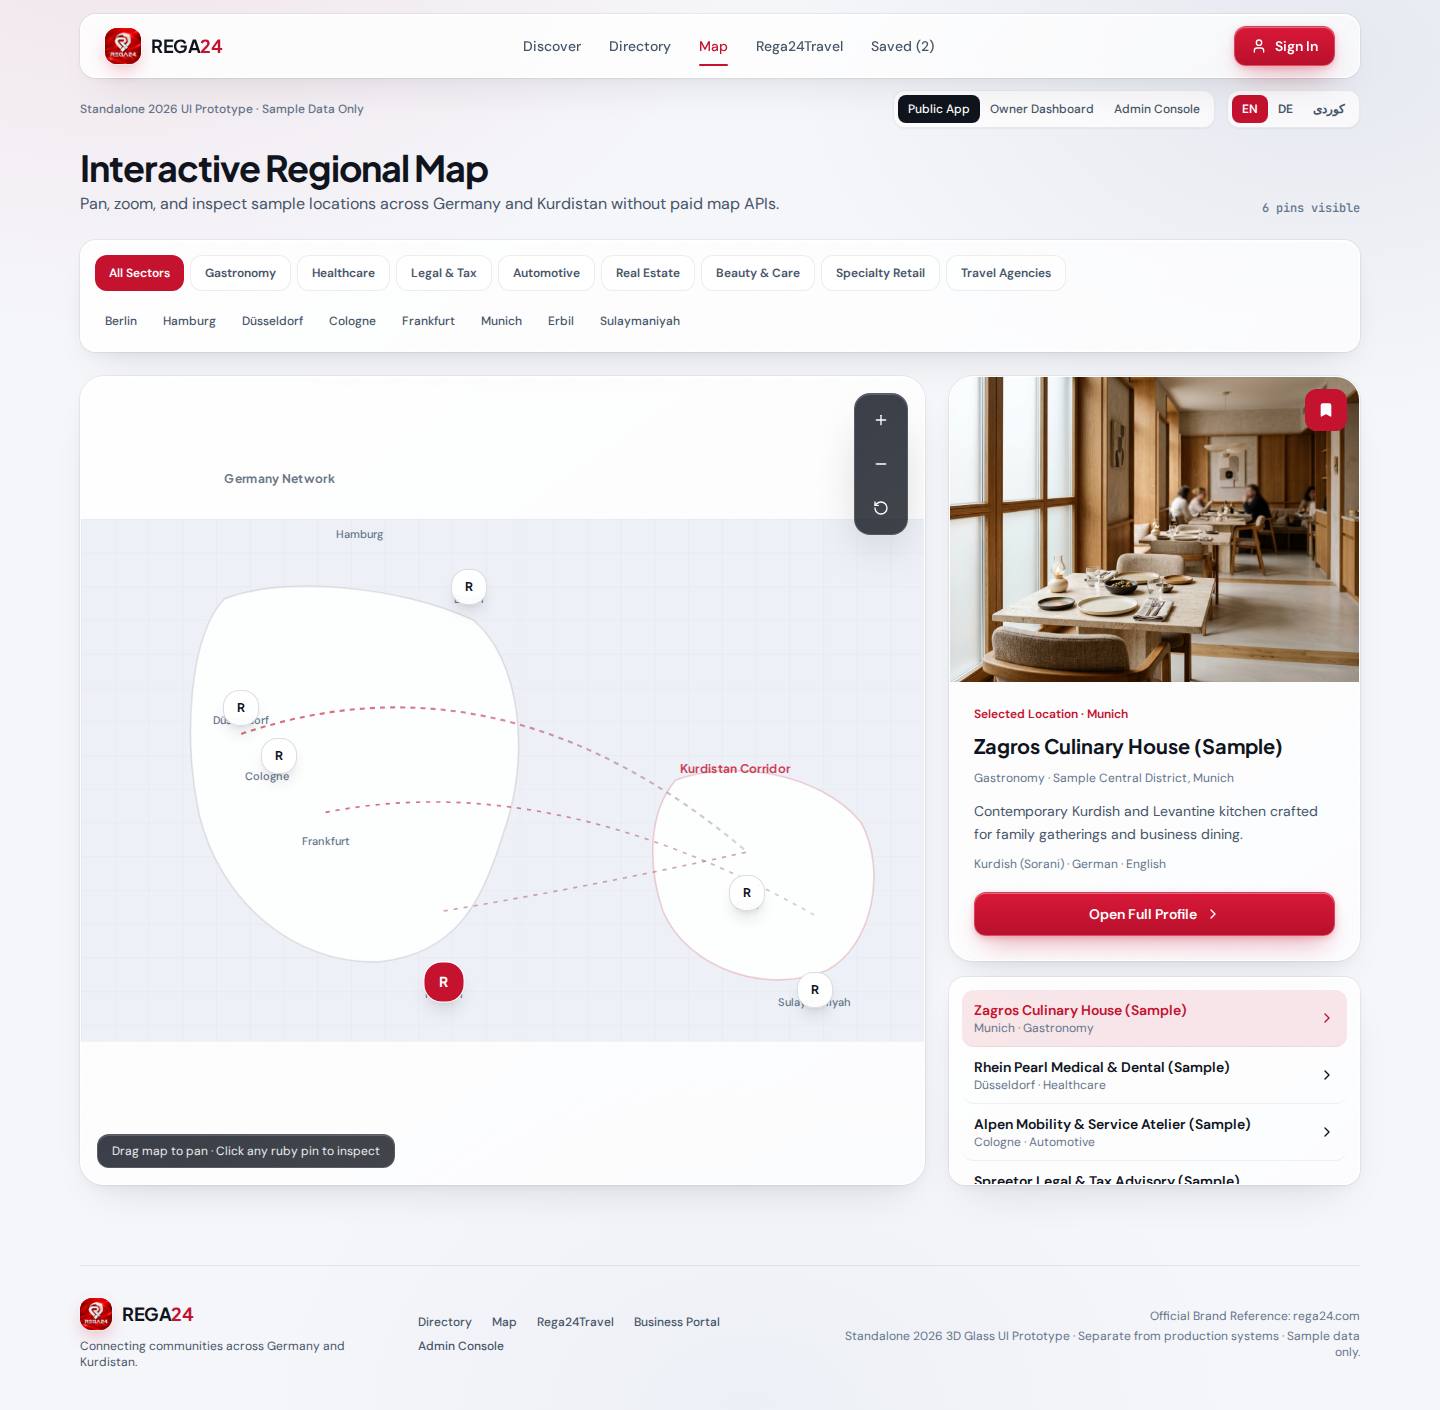 REGA24
Discover
Directory
Map
Rega24Travel
Saved (2)
Sign In
Standalone 2026 UI Prototype · Sample Data Only
Public App
Owner Dashboard
Admin Console
EN
DE
کوردی
Interactive Regional Map
Pan, zoom, and inspect sample locations across Germany and Kurdistan without paid map APIs.
6 pins visible
All Sectors
Gastronomy
Healthcare
Legal & Tax
Automotive
Real Estate
Beauty & Care
Specialty Retail
Travel Agencies
Berlin
Hamburg
Düsseldorf
Cologne
Frankfurt
Munich
Erbil
Sulaymaniyah
Germany Network
Hamburg
R
R
R
Cologne
Kurdistan Corridor
Frankfurt
R
R
R
Drag map to pan · Click any ruby pin to inspect
Selected Location · Munich
Zagros Culinary House (Sample)
Gastronomy · Sample Central District, Munich
Contemporary Kurdish and Levantine kitchen crafted
for family gatherings and business dining.
Kurdish (Sorani) · German · English
Open Full Profile
Zagros Culinary House (Sample)
Munich · Gastronomy
Rhein Pearl Medical & Dental (Sample)
Düsseldorf · Healthcare
Alpen Mobility & Service Atelier (Sample)
Cologne · Automotive
Spreetor Legal & Tax Advisory (Sample)
REGA24
Connecting communities across Germany and
Kurdistan.
Directory
Map
Rega24Travel
Business Portal
Admin Console
Official Brand Reference: rega24.com
Standalone 2026 3D Glass UI Prototype · Separate from production systems · Sample data
only.